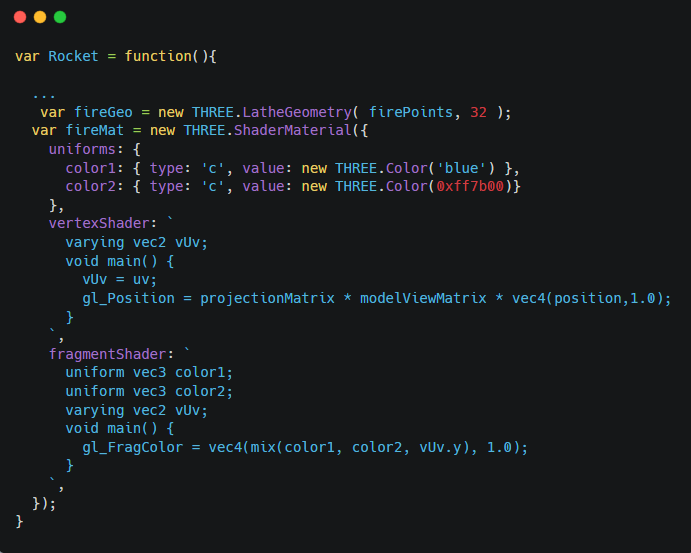 var Rocket = function(){
...
var fireGeo = new THREE.LatheGeometry( firePoints, 32 );
var fireMat = new THREE.ShaderMaterial({
uniforms: {
color1: { type: 'c', value: new THREE.Color('blue') },
color2: { type: 'c', value: new THREE.Color(0xff7b00)}
},
vertexShader: `
varying vec2 vUv;
void main() {
vUv = uv;
gl_Position = projectionMatrix * modelViewMatrix * vec4(position,1.0);
}
`,
fragmentShader: `
uniform vec3 color1;
uniform vec3 color2;
varying vec2 vUv;
void main() {
gl_FragColor = vec4(mix(color1, color2, vUv.y), 1.0);
}
`,
});
}